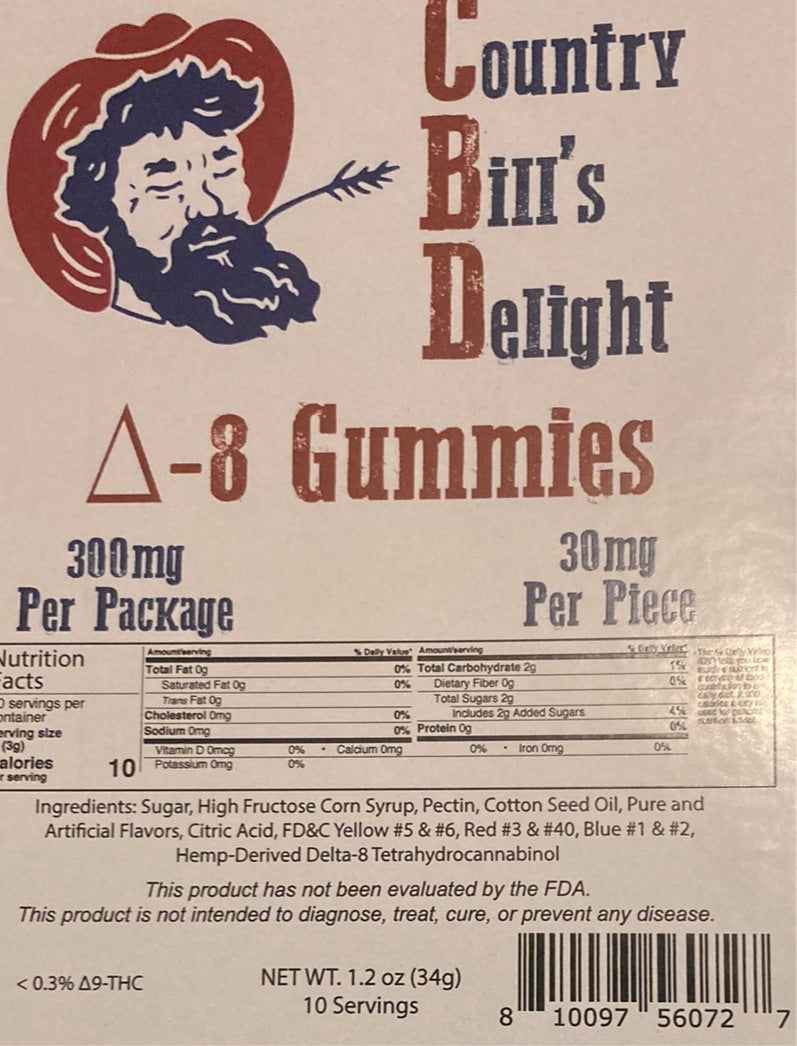 Country
Bill's
Delight
Δ-8 Gummies
300mg
Per Package
30mg
Per Piece
Nutrition
Facts
servings per
container
serving size
(3g)
Calories
per serving
10
Amount/serving % Daily Value*
Total Fat 0g 0%
Saturated Fat 0g 0%
Trans Fat 0g
Cholesterol 0mg 0%
Sodium 0mg 0%
Amount/serving % Daily Value*
Total Carbohydrate 2g 1%
Dietary Fiber 0g 0%
Total Sugars 2g
Includes 2g Added Sugars 4%
Protein 0g 0%
Vitamin D 0mcg 0% • Calcium 0mg 0% • Iron 0mg 0%
Potassium 0mg 0%
Ingredients: Sugar, High Fructose Corn Syrup, Pectin, Cotton Seed Oil, Pure and
Artificial Flavors, Citric Acid, FD&C Yellow #5 & #6, Red #3 & #40, Blue #1 & #2,
Hemp-Derived Delta-8 Tetrahydrocannabinol
This product has not been evaluated by the FDA.
This product is not intended to diagnose, treat, cure, or prevent any disease.
< 0.3% Δ9-THC
NET WT. 1.2 oz (34g)
10 Servings
8 10097 56072 7